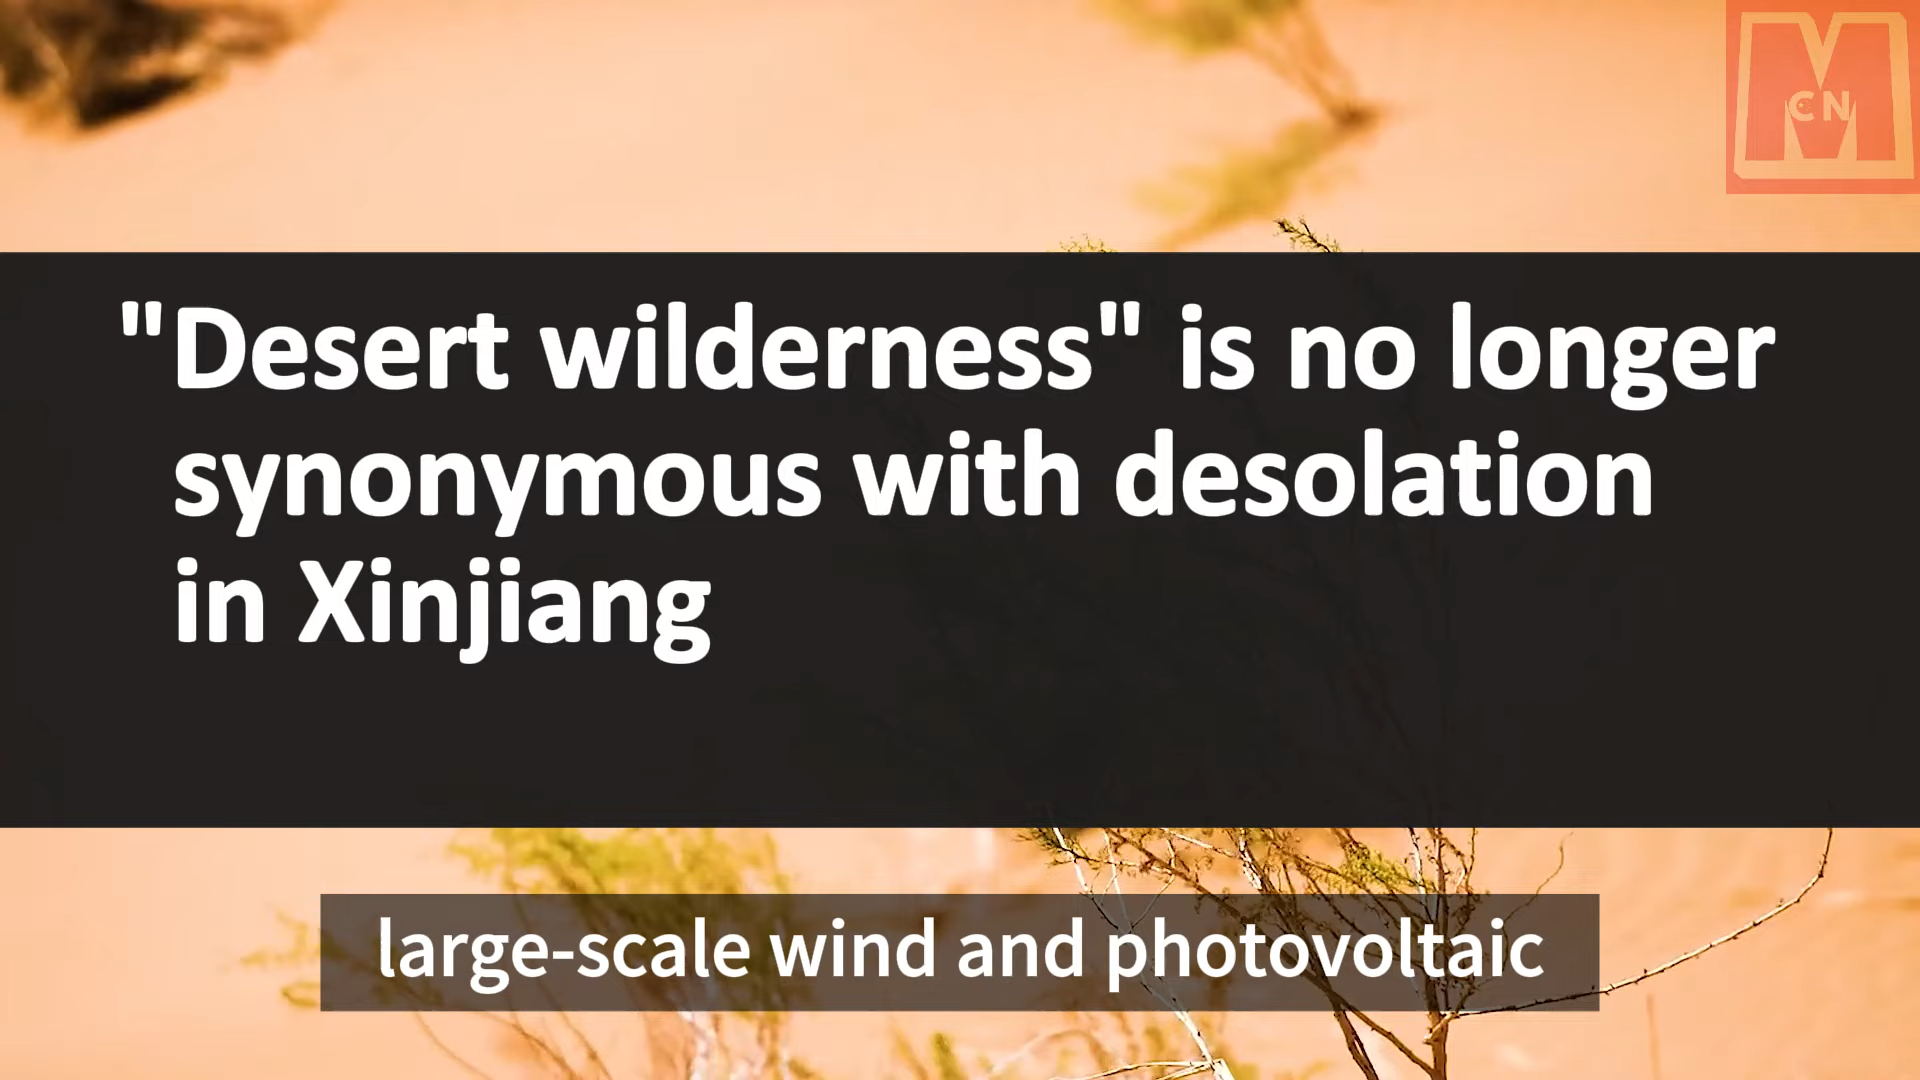 M
CN
"Desert wilderness" is no longer
synonymous with desolation
in Xinjiang
large-scale wind and photovoltaic